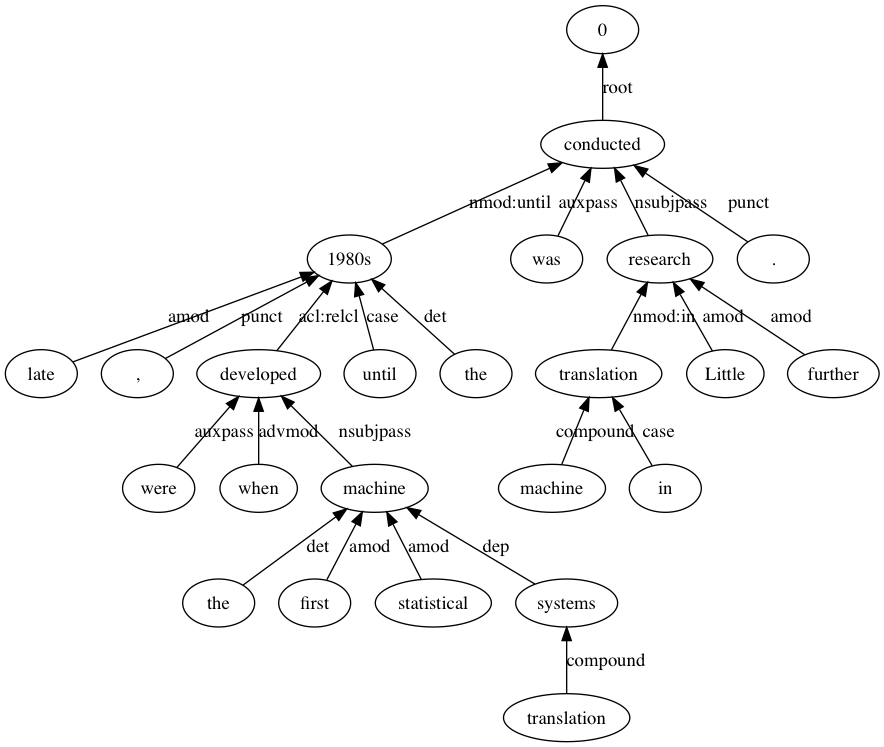 0
root
conducted
nmod:until auxpass nsubjpass punct
1980s was research .
amod punct acl:relcl case det nmod:in amod amod
late , developed until the translation Little further
auxpass advmod nsubjpass compound case
were when machine machine in
det amod amod dep
the first statistical systems
compound
translation